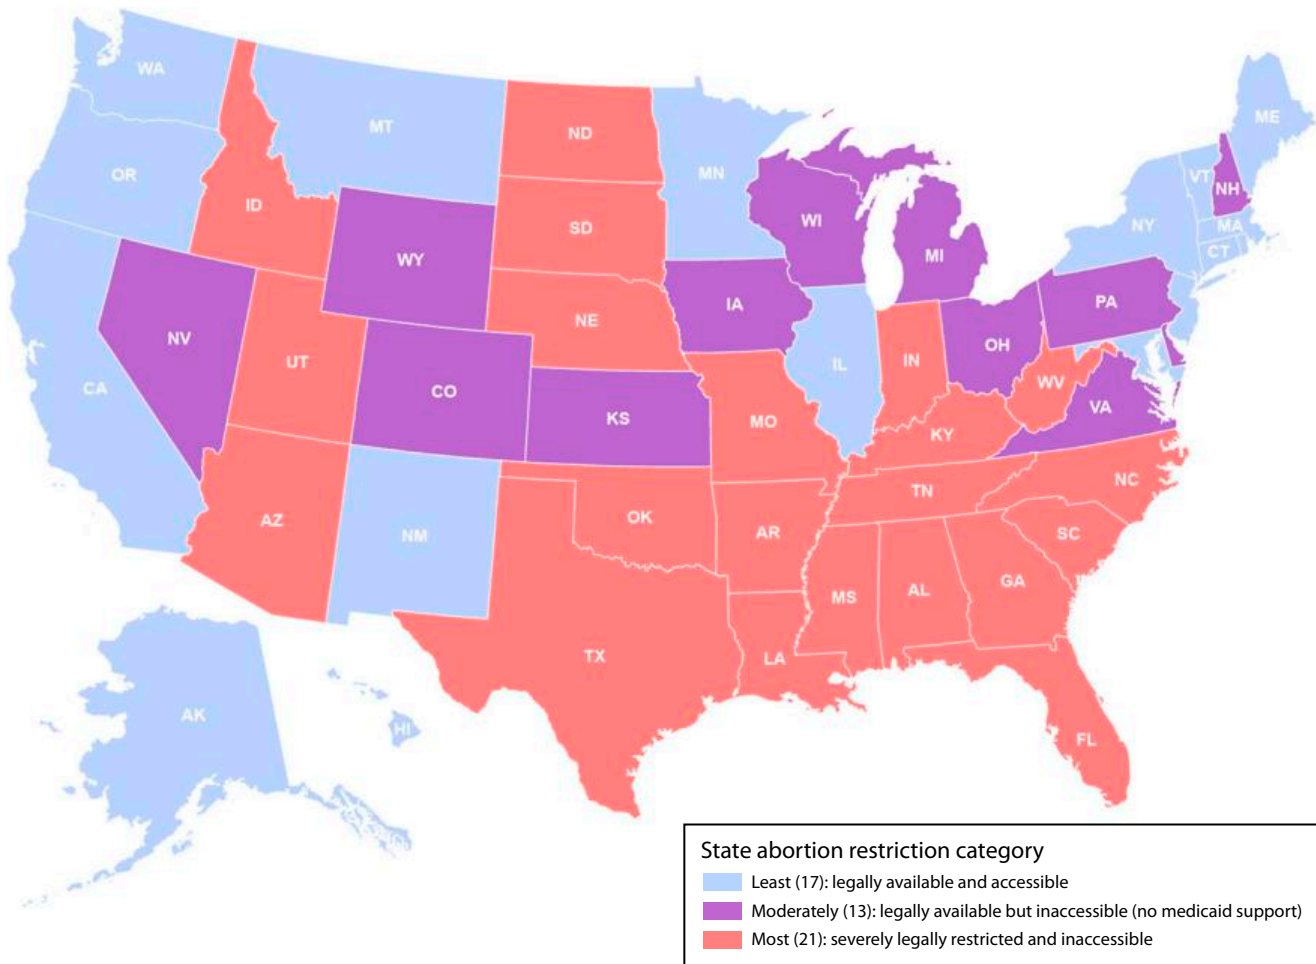 WA
MT
ND
MN
ME
OR
ID
SD
WI
VT
NH
NY
MA
CT
WY
MI
NE
IA
PA
NV
UT
CO
IL
IN
OH
WV
CA
KS
MO
KY
VA
AZ
NM
OK
AR
TN
NC
SC
MS
AL
GA
TX
LA
AK
HI
FL
State abortion restriction category
Least (17): legally available and accessible
Moderately (13): legally available but inaccessible (no medicaid support)
Most (21): severely legally restricted and inaccessible